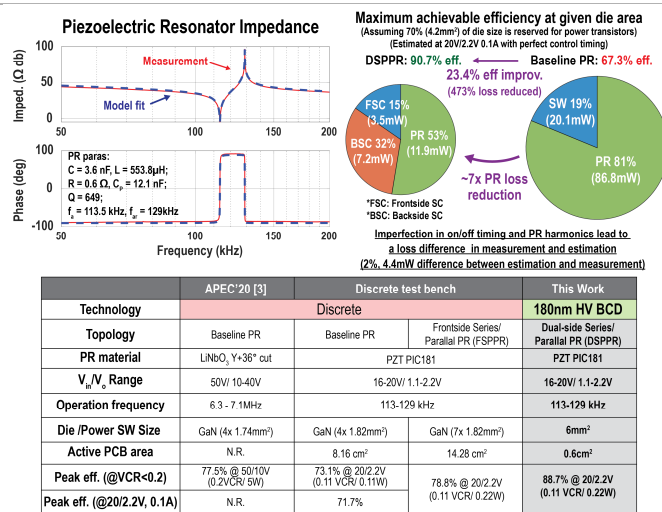 Piezoelectric Resonator Impedance
Imped. (Ω db)
100
50
0
Measurement
Model fit
50
100
150
200
Phase (deg)
100
0
-100
PR paras:
C = 3.6 nF, L = 553.8μH;
R = 0.6 Ω, CP = 12.1 nF;
Q = 649;
fa = 113.5 kHz, far = 129kHz
50
100
150
200
Frequency (kHz)
Maximum achievable efficiency at given die area
(Assuming 70% (4.2mm²) of die size is reserved for power transistors)
(Estimated at 20V/2.2V 0.1A with perfect control timing)
DSPPR: 90.7% eff.
Baseline PR: 67.3% eff.
23.4% eff improv.
(473% loss reduced)
FSC 15%
(3.5mW)
PR 53%
(11.9mW)
BSC 32%
(7.2mW)
SW 19%
(20.1mW)
PR 81%
(86.8mW)
*FSC: Frontside SC
*BSC: Backside SC
~7x PR loss
reduction
Imperfection in on/off timing and PR harmonics lead to
a loss difference in measurement and estimation
(2%, 4.4mW difference between estimation and measurement)
APEC'20 [3] Discrete test bench This Work
Technology Discrete 180nm HV BCD
Topology Baseline PR Baseline PR Frontside Series/ Parallal PR (FSPPR) Dual-side Series/ Parallel PR (DSPPR)
PR material LiNbO3 Y+36° cut PZT PIC181 PZT PIC181
Vin/Vo Range 50V/ 10-40V 16-20V/ 1.1-2.2V 16-20V/ 1.1-2.2V
Operation frequency 6.3 - 7.1MHz 113-129 kHz 113-129 kHz
Die /Power SW Size GaN (4x 1.74mm²) GaN (4x 1.82mm²) GaN (7x 1.82mm²) 6mm²
Active PCB area N.R. 8.16 cm² 14.28 cm² 0.6cm²
Peak eff. (@VCR<0.2) 77.5% @ 50/10V (0.2VCR/ 5W) 73.1% @ 20/2.2V (0.11 VCR/ 0.11W) 78.8% @ 20/2.2V (0.11 VCR/ 0.22W) 88.7% @ 20/2.2V (0.11 VCR/ 0.22W)
Peak eff. (@20/2.2V, 0.1A) N.R. 71.7%